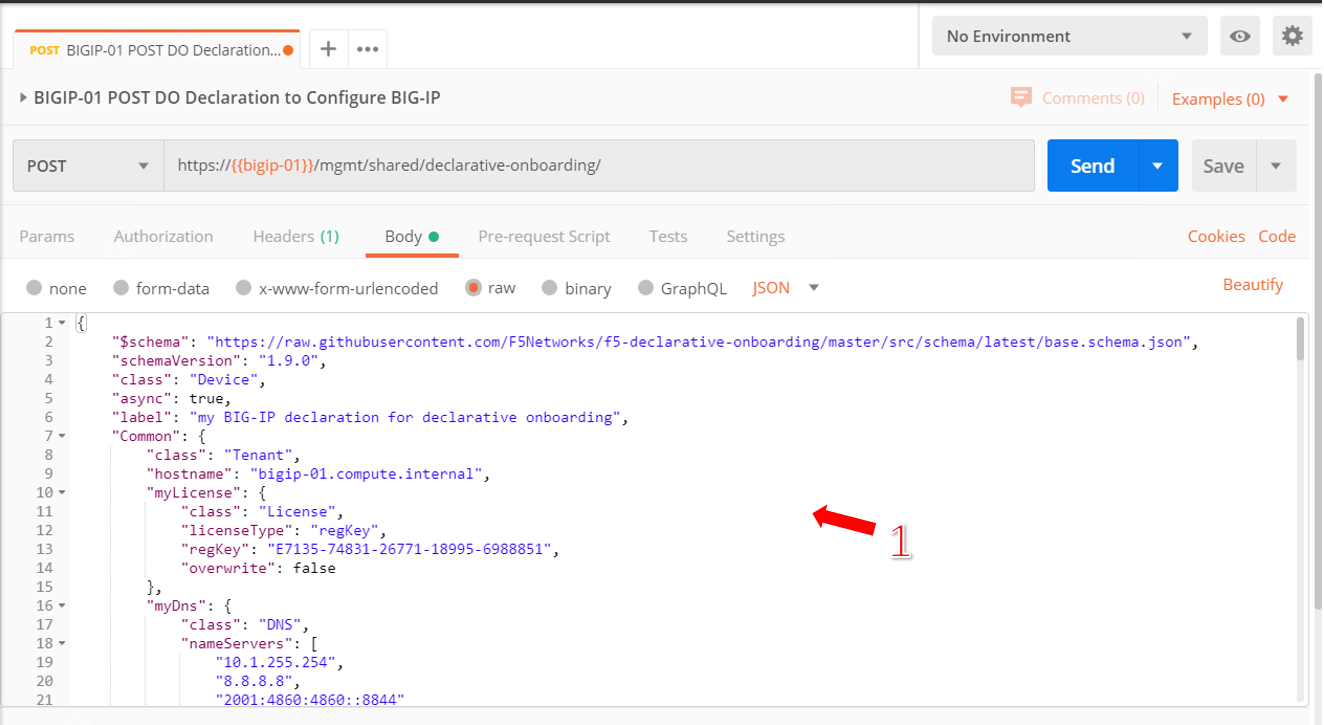 POST BIGIP-01 POST DO Declaration...
No Environment
BIGIP-01 POST DO Declaration to Configure BIG-IP
Comments (0)
Examples (0)
POST
https://{{bigip-01}}/mgmt/shared/declarative-onboarding/
Send
Save
Params
Authorization
Headers (1)
Body
Pre-request Script
Tests
Settings
Cookies
Code
none
form-data
x-www-form-urlencoded
raw
binary
GraphQL
JSON
Beautify
1 {
2 "$schema": "https://raw.githubusercontent.com/F5Networks/f5-declarative-onboarding/master/src/schema/latest/base.schema.json",
3 "schemaVersion": "1.9.0",
4 "class": "Device",
5 "async": true,
6 "label": "my BIG-IP declaration for declarative onboarding",
7 "Common": {
8 "class": "Tenant",
9 "hostname": "bigip-01.compute.internal",
10 "myLicense": {
11 "class": "License",
12 "licenseType": "regKey",
13 "regKey": "E7135-74831-26771-18995-6988851",
14 "overwrite": false
15 },
16 "myDns": {
17 "class": "DNS",
18 "nameServers": [
19 "10.1.255.254",
20 "8.8.8.8",
21 "2001:4860:4860::8844"
1